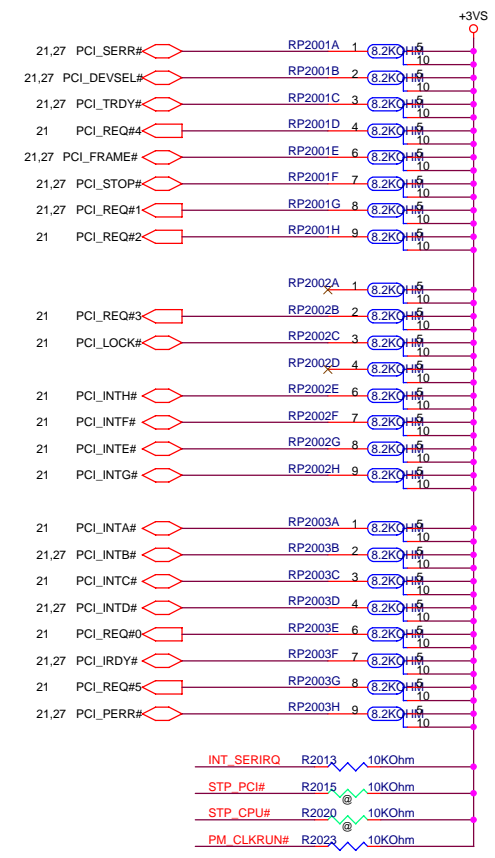 +3VS
21,27 PCI_SERR# RP2001A 1 8.2KOHM 5 10
21,27 PCI_DEVSEL# RP2001B 2 8.2KOHM 5 10
21,27 PCI_TRDY# RP2001C 3 8.2KOHM 5 10
21 PCI_REQ#4 RP2001D 4 8.2KOHM 5 10
21,27 PCI_FRAME# RP2001E 6 8.2KOHM 5 10
21,27 PCI_STOP# RP2001F 7 8.2KOHM 5 10
21,27 PCI_REQ#1 RP2001G 8 8.2KOHM 5 10
21 PCI_REQ#2 RP2001H 9 8.2KOHM 5 10
RP2002A 1 8.2KOHM 5 10
21 PCI_REQ#3 RP2002B 2 8.2KOHM 5 10
21 PCI_LOCK# RP2002C 3 8.2KOHM 5 10
RP2002D 4 8.2KOHM 5 10
21 PCI_INTH# RP2002E 6 8.2KOHM 5 10
21 PCI_INTF# RP2002F 7 8.2KOHM 5 10
21 PCI_INTE# RP2002G 8 8.2KOHM 5 10
21 PCI_INTG# RP2002H 9 8.2KOHM 5 10
21 PCI_INTA# RP2003A 1 8.2KOHM 5 10
21,27 PCI_INTB# RP2003B 2 8.2KOHM 5 10
21 PCI_INTC# RP2003C 3 8.2KOHM 5 10
21,27 PCI_INTD# RP2003D 4 8.2KOHM 5 10
21 PCI_REQ#0 RP2003E 6 8.2KOHM 5 10
21,27 PCI_IRDY# RP2003F 7 8.2KOHM 5 10
21 PCI_REQ#5 RP2003G 8 8.2KOHM 5 10
21,27 PCI_PERR# RP2003H 9 8.2KOHM 5 10
INT_SERIRQ R2013 10KOhm
STP_PCI# R2015 10KOhm
@
STP_CPU# R2020 10KOhm
@
PM_CLKRUN# R2023 10KOhm